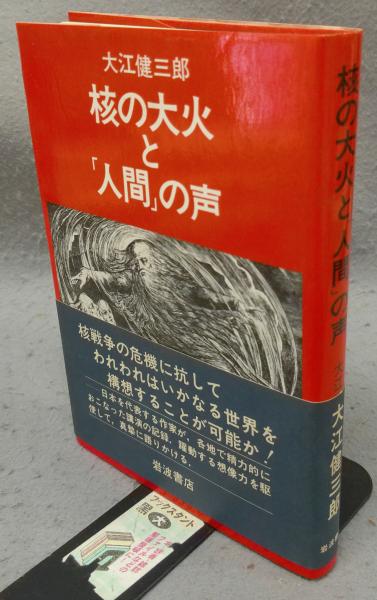 大江健三郎
核の大火
と
「人間」の声
核戦争の危機に抗して
われわれはいかなる世界を
構想することが可能か!
──日本を代表する作家が、各地で精力的に
おこなった講演の記録。躍動する想像力を駆
使して、真摯に語りかける。
岩波書店
核の大火と「人間」の声
大江
大江健三郎
岩波
ブックスタンド
黒
大